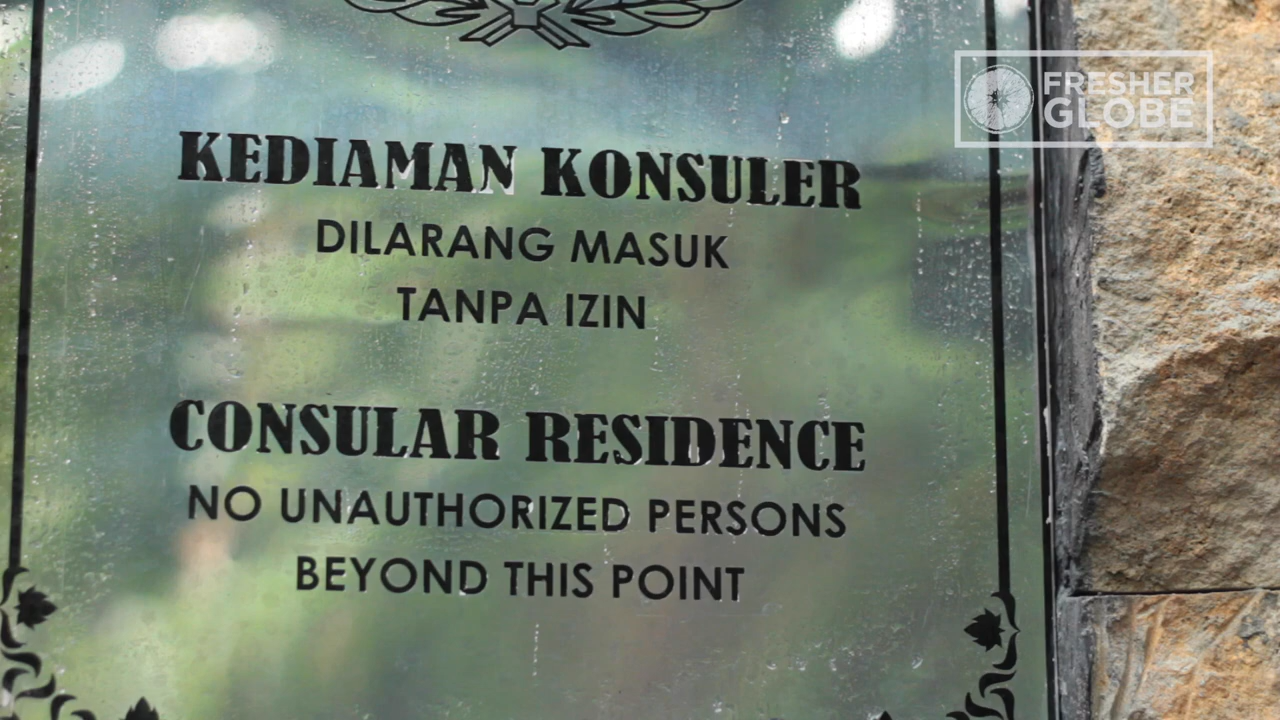 FRESHER
GLOBE
KEDIAMAN KONSULER
DILARANG MASUK
TANPA IZIN
CONSULAR RESIDENCE
NO UNAUTHORIZED PERSONS
BEYOND THIS POINT